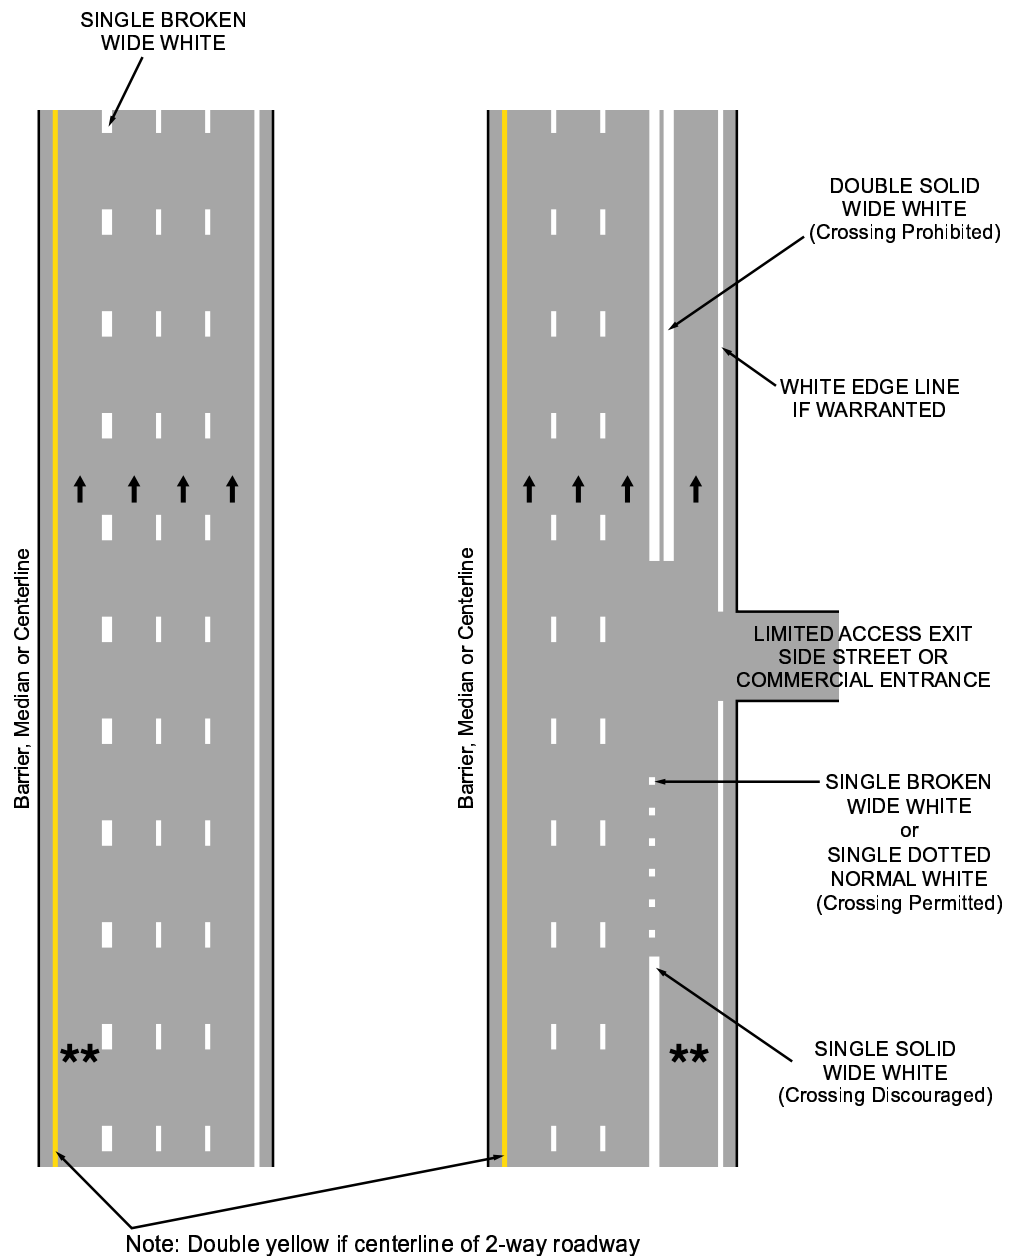 SINGLE BROKEN
WIDE WHITE
DOUBLE SOLID
WIDE WHITE
(Crossing Prohibited)
WHITE EDGE LINE
IF WARRANTED
Barrier, Median or Centerline
Barrier, Median or Centerline
LIMITED ACCESS EXIT
SIDE STREET OR
COMMERCIAL ENTRANCE
SINGLE BROKEN
WIDE WHITE
or
SINGLE DOTTED
NORMAL WHITE
(Crossing Permitted)
**
**
SINGLE SOLID
WIDE WHITE
(Crossing Discouraged)
Note: Double yellow if centerline of 2-way roadway